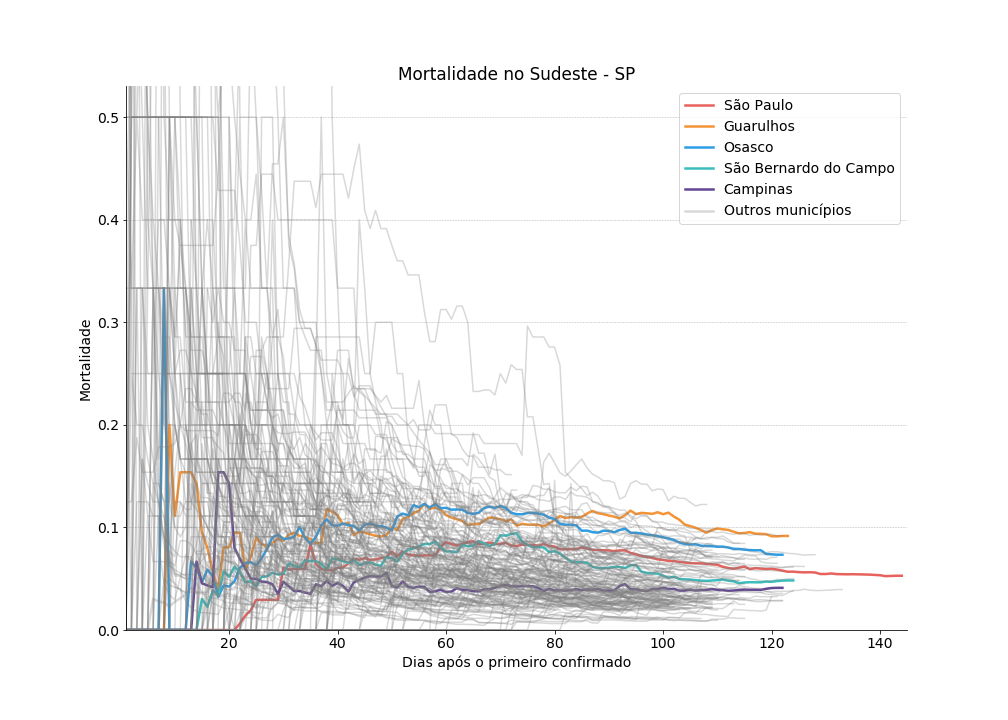 Mortalidade no Sudeste - SP
São Paulo
Guarulhos
Osasco
São Bernardo do Campo
Campinas
Outros municípios
Mortalidade
0.5
0.4
0.3
0.2
0.1
0.0
20
40
60
80
100
120
140
Dias após o primeiro confirmado